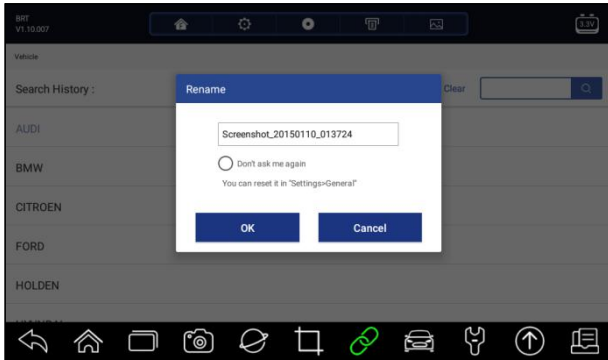 BRT
V1.10.007
3.3V
Vehicle
Search History :
Clear
AUDI
BMW
CITROEN
FORD
HOLDEN
Rename
Screenshot_20150110_013724
Don't ask me again
You can reset it in "Settings>General"
OK Cancel